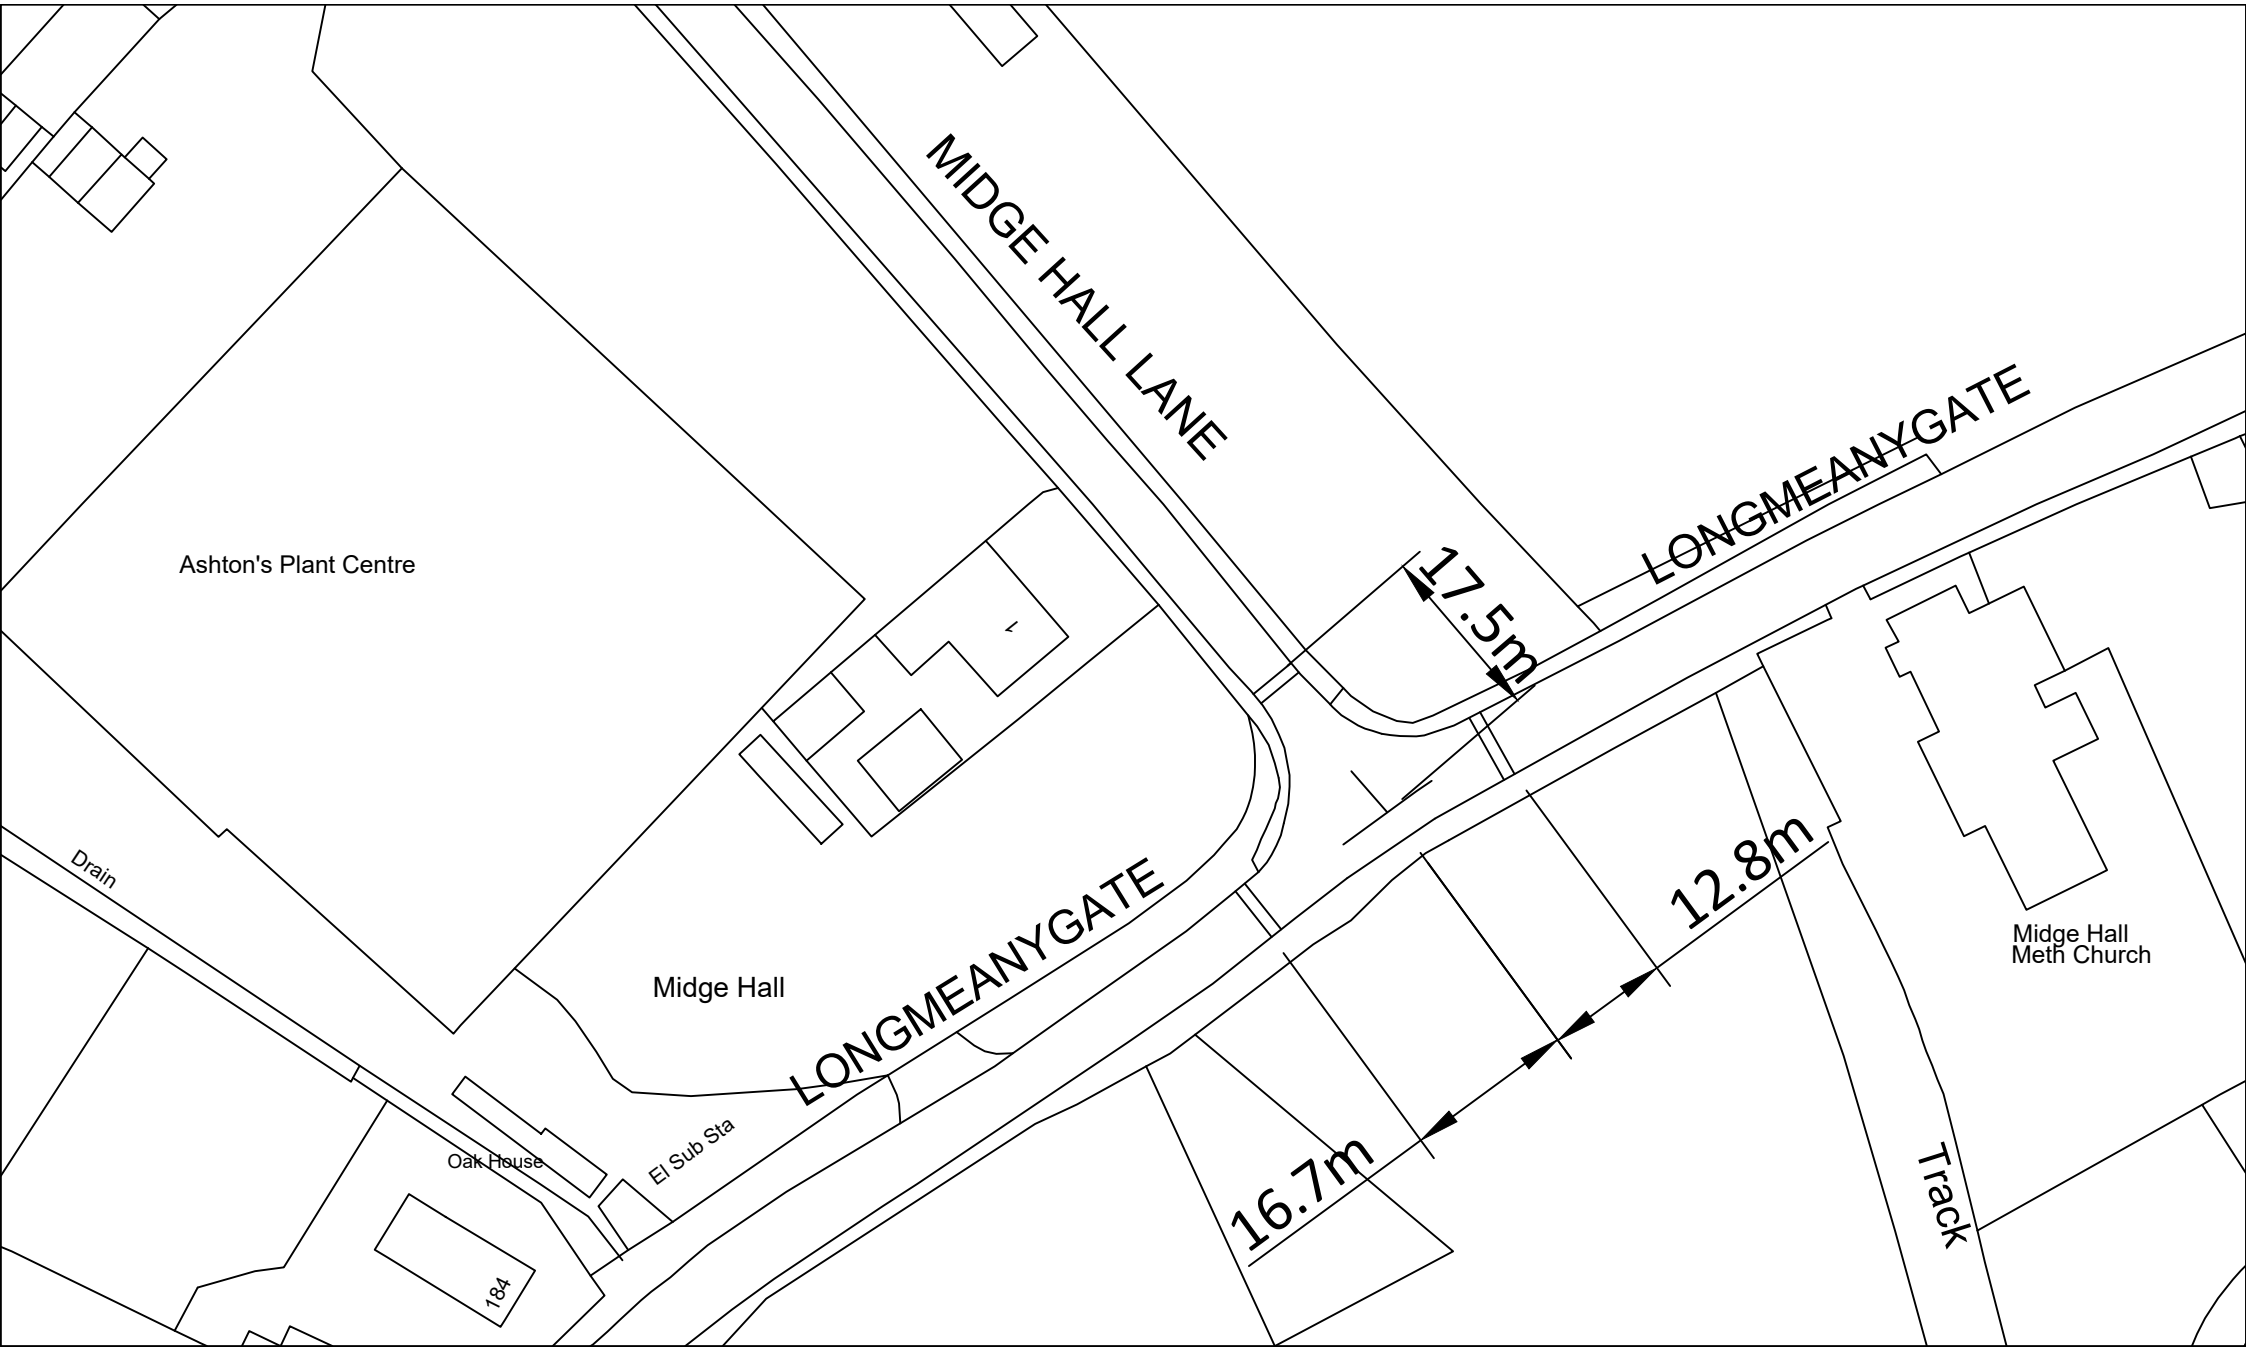 MIDGE HALL LANE
LONGMEANYGATE
17.5m
Ashton's Plant Centre
1
12.8m
Drain
Midge Hall
Meth Church
Midge Hall
LONGMEANYGATE
El Sub Sta
Oak House
16.7m
Track
184